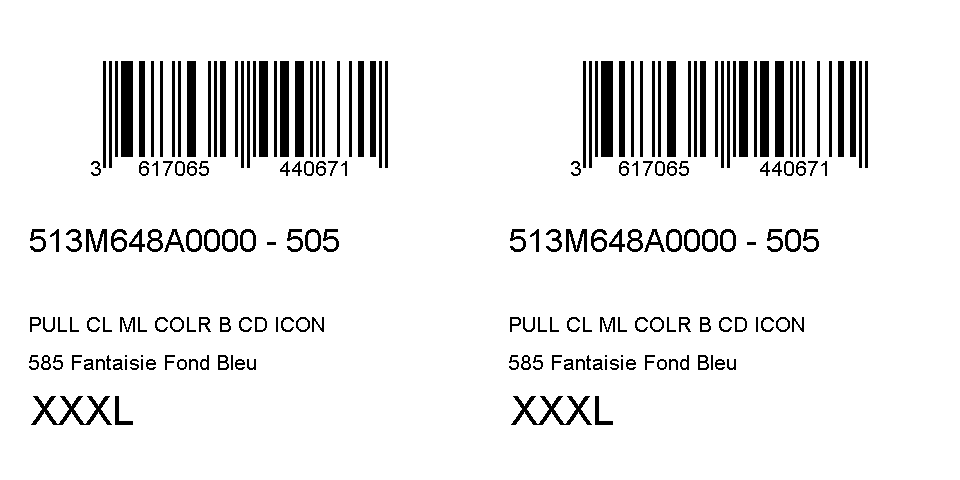 3 617065 440671
513M648A0000 - 505
PULL CL ML COLR B CD ICON
585 Fantaisie Fond Bleu
XXXL
3 617065 440671
513M648A0000 - 505
PULL CL ML COLR B CD ICON
585 Fantaisie Fond Bleu
XXXL